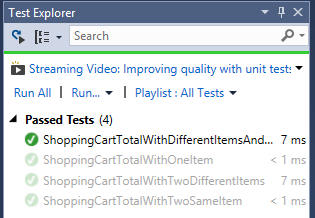 Test Explorer
Search
Streaming Video: Improving quality with unit tests
Run All | Run... | Playlist : All Tests
Passed Tests (4)
ShoppingCartTotalWithDifferentItemsAnd... 7 ms
ShoppingCartTotalWithOneItem < 1 ms
ShoppingCartTotalWithTwoDifferentItems 7 ms
ShoppingCartTotalWithTwoSameItem < 1 ms